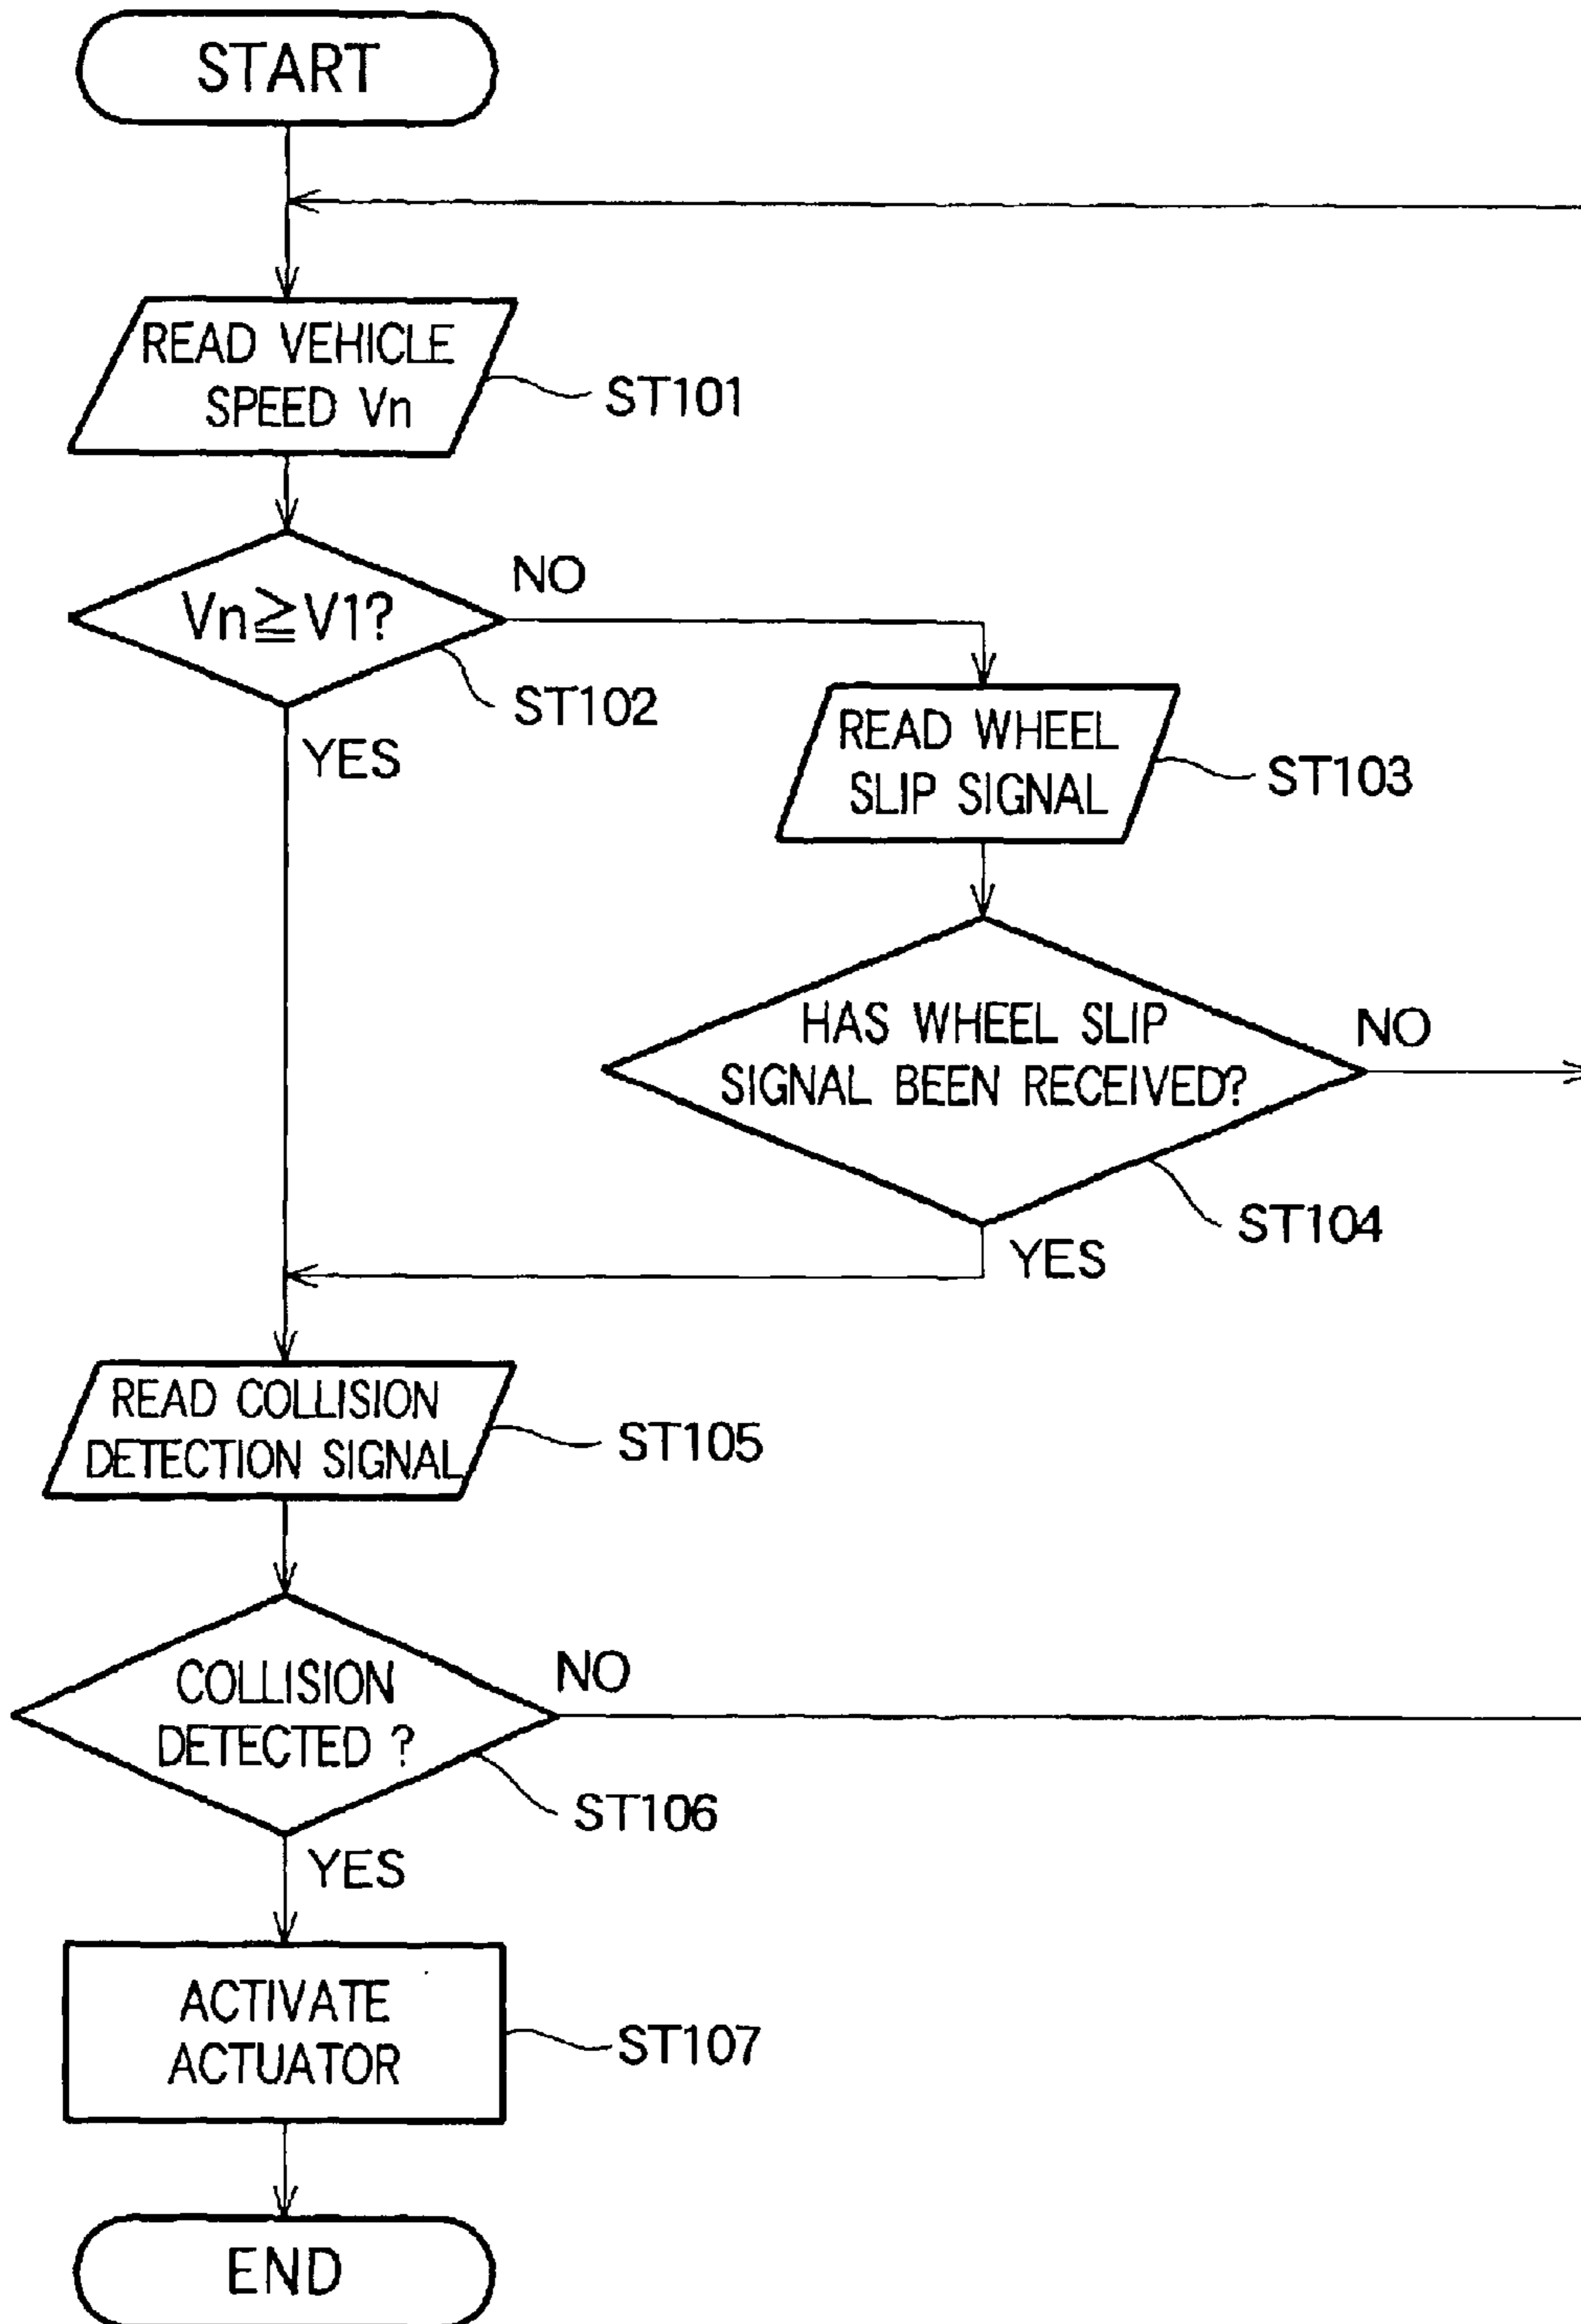 START
READ VEHICLE
SPEED Vn
ST101
Vn≧V1?
NO
ST102
YES
READ WHEEL
SLIP SIGNAL
ST103
HAS WHEEL SLIP
SIGNAL BEEN RECEIVED?
NO
ST104
YES
READ COLLISION
DETECTION SIGNAL
ST105
COLLISION
DETECTED ?
NO
ST106
YES
ACTIVATE
ACTUATOR
ST107
END